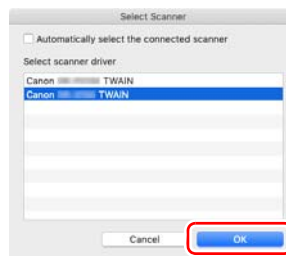 Select Scanner
Automatically select the connected scanner
Select scanner driver
Canon TWAIN
Canon TWAIN
Cancel
OK